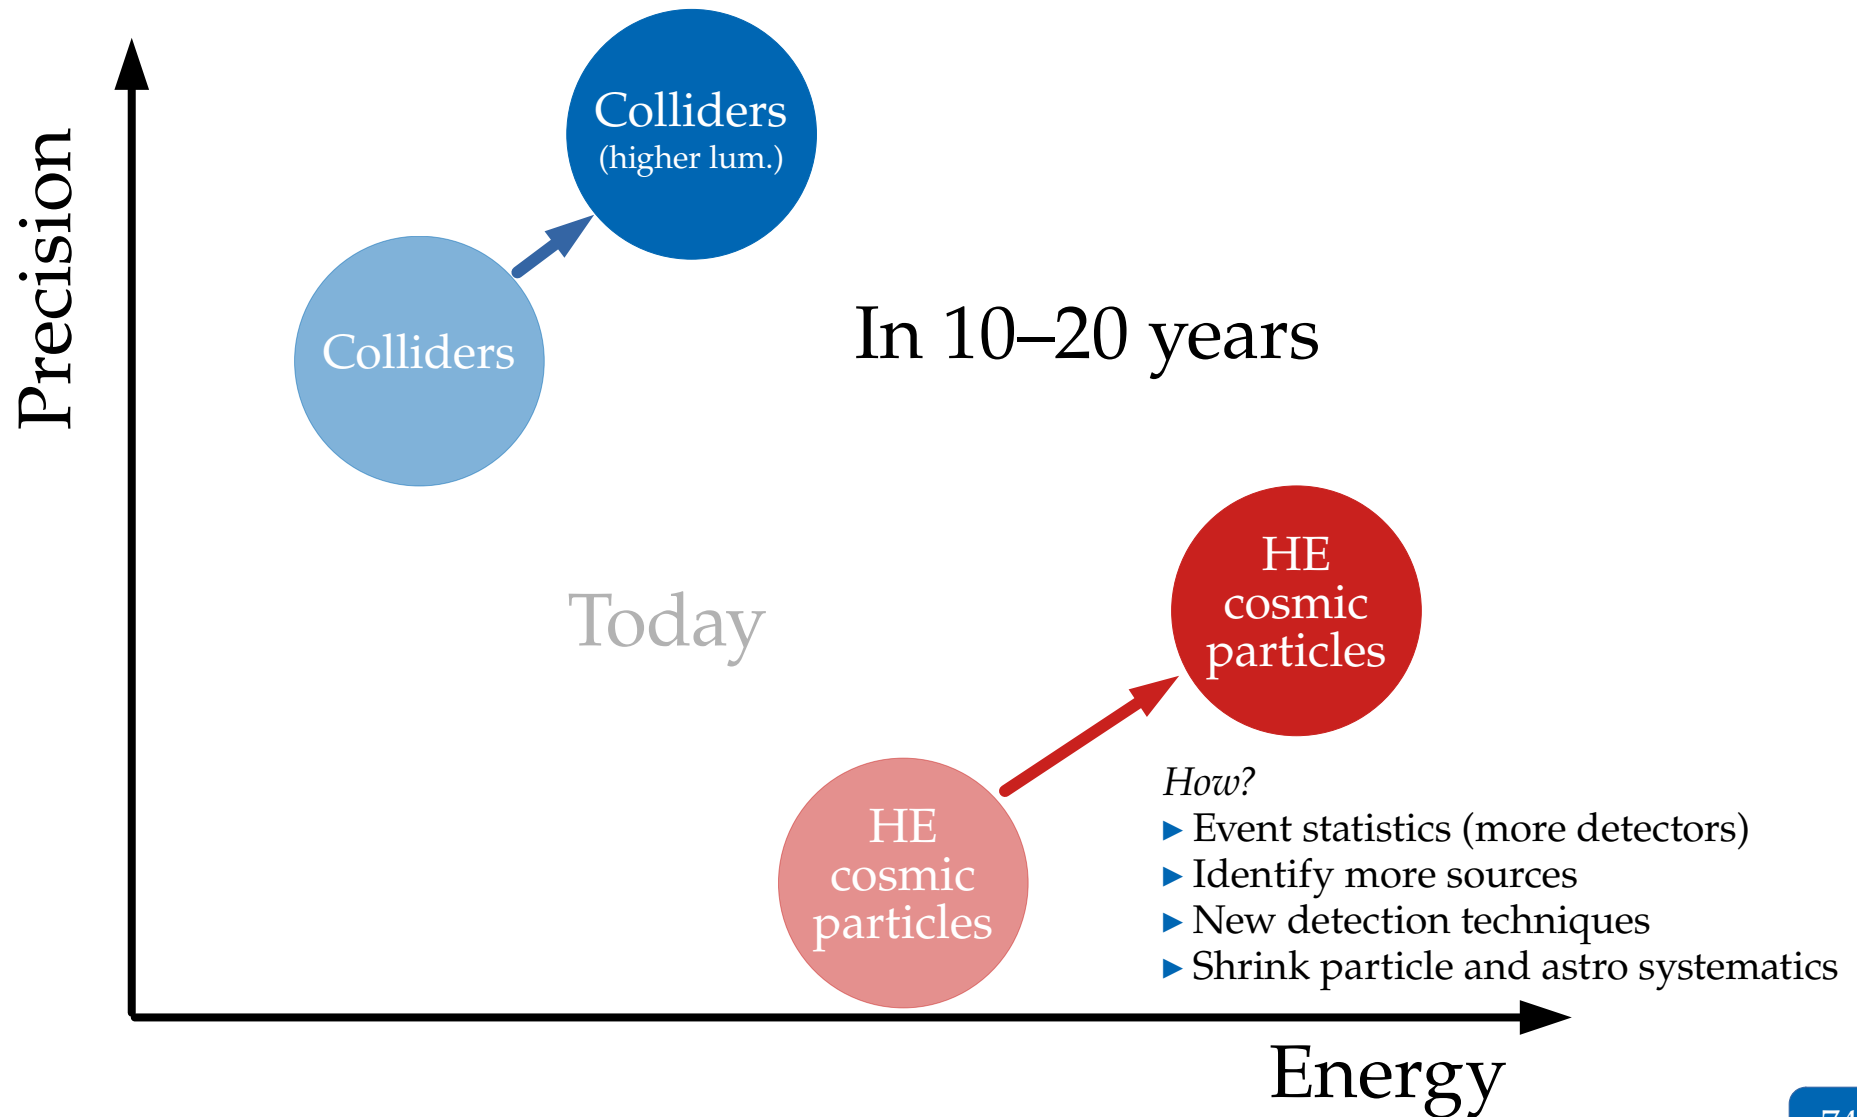 Precision
Colliders
(higher lum.)
Colliders
In 10–20 years
Today
HE
cosmic
particles
HE
cosmic
particles
How?
▸ Event statistics (more detectors)
▸ Identify more sources
▸ New detection techniques
▸ Shrink particle and astro systematics
Energy